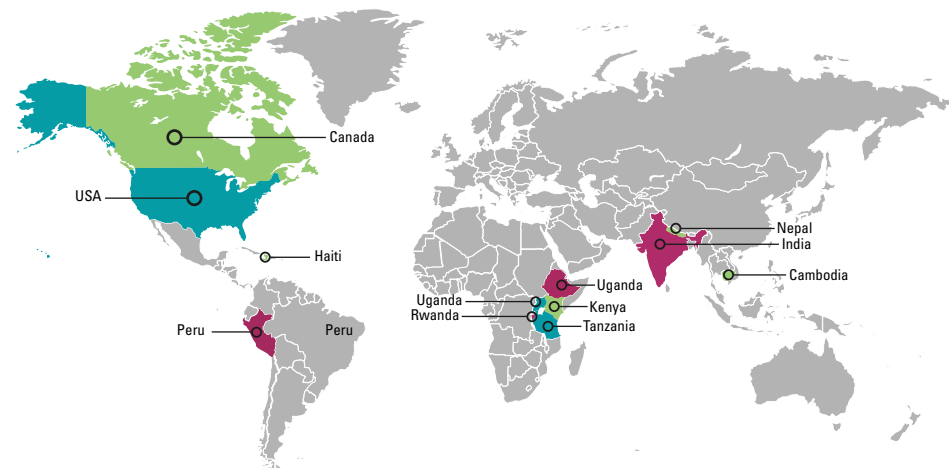 Canada
USA
Haiti
Peru
Peru
Nepal
India
Cambodia
Uganda
Uganda
Kenya
Rwanda
Tanzania